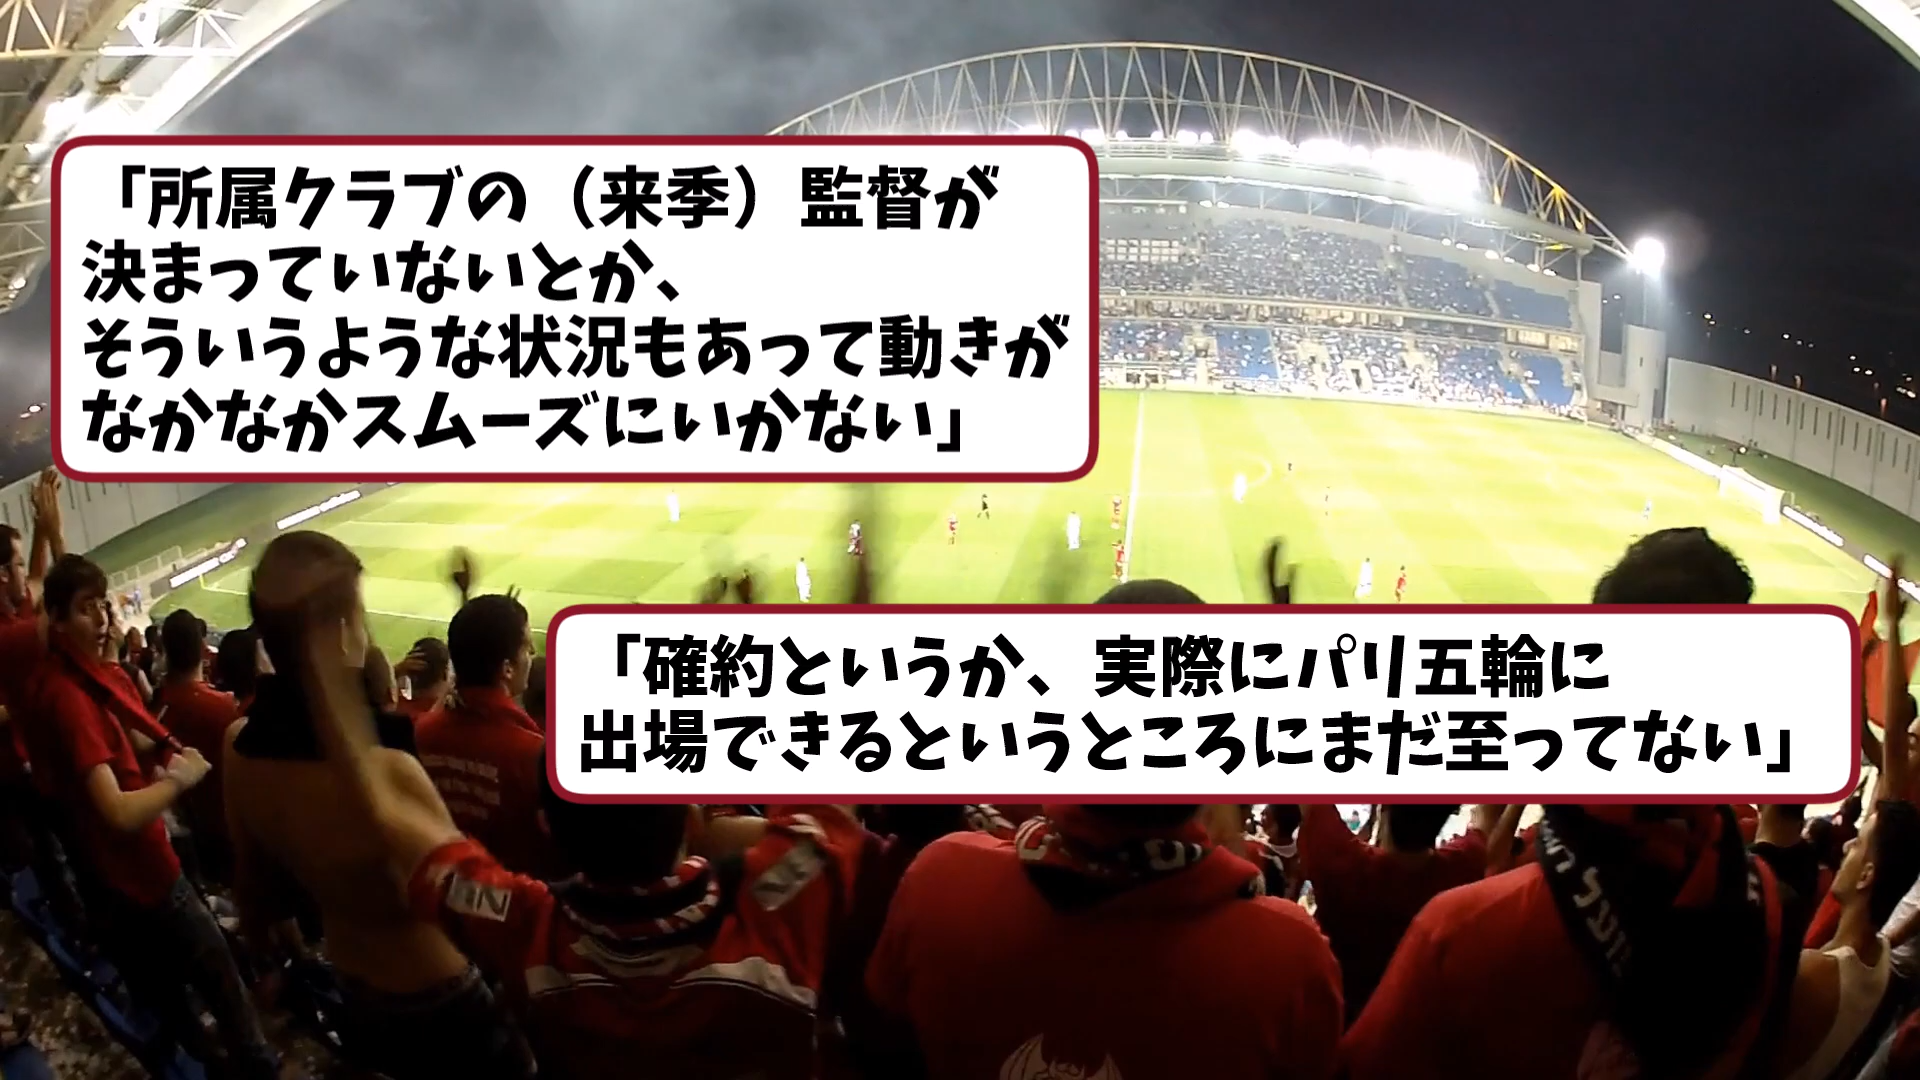 「所属クラブの（来季）監督が
決まっていないとか、
そういうような状況もあって動きが
なかなかスムーズにいかない」
「確約というか、実際にパリ五輪に
出場できるというところにまだ至ってない」